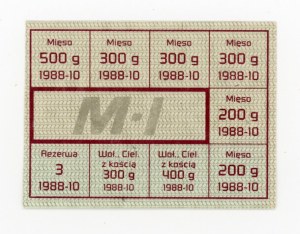 Mięso
500 g
1988-10
Mięso
300 g
1988-10
Mięso
300 g
1988-10
Mięso
300 g
1988-10
M-I
Mięso
200 g
1988-10
Rezerwa
3
1988-10
Woł., Ciel.
z kością
300 g
1988-10
Woł., Ciel.
z kością
400 g
1988-10
Mięso
200 g
1988-10